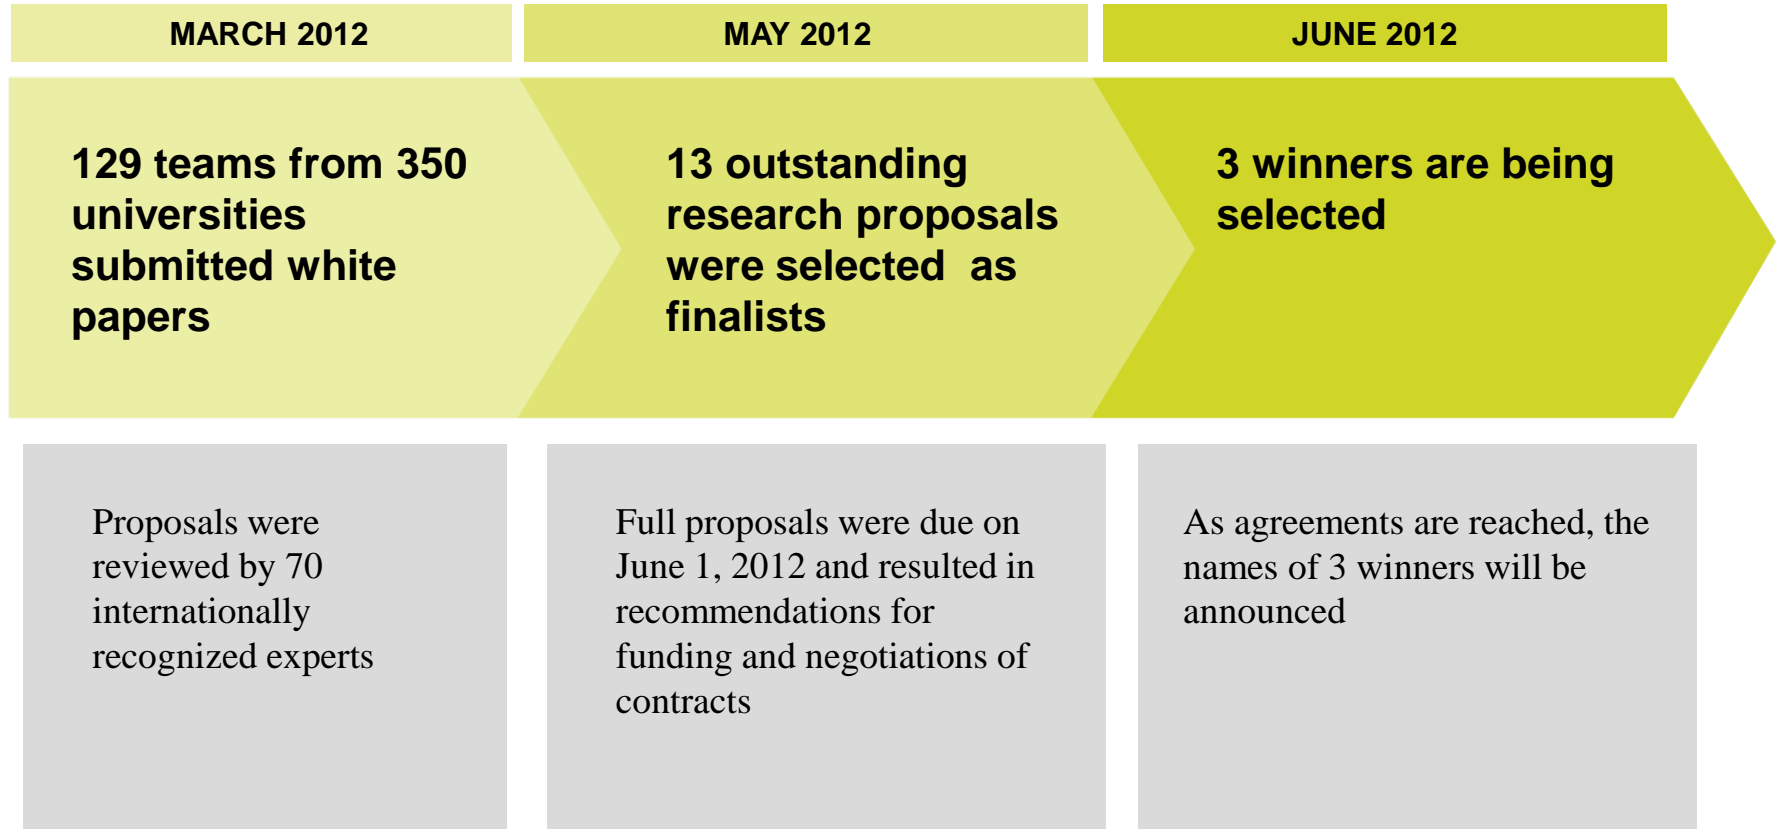 MARCH 2012
MAY 2012
JUNE 2012
129 teams from 350
universities
submitted white
papers
13 outstanding
research proposals
were selected  as
finalists
3 winners are being
selected
Proposals were
reviewed by 70
internationally
recognized experts
Full proposals were due on
June 1, 2012 and resulted in
recommendations for
funding and negotiations of
contracts
As agreements are reached, the
names of 3 winners will be
announced